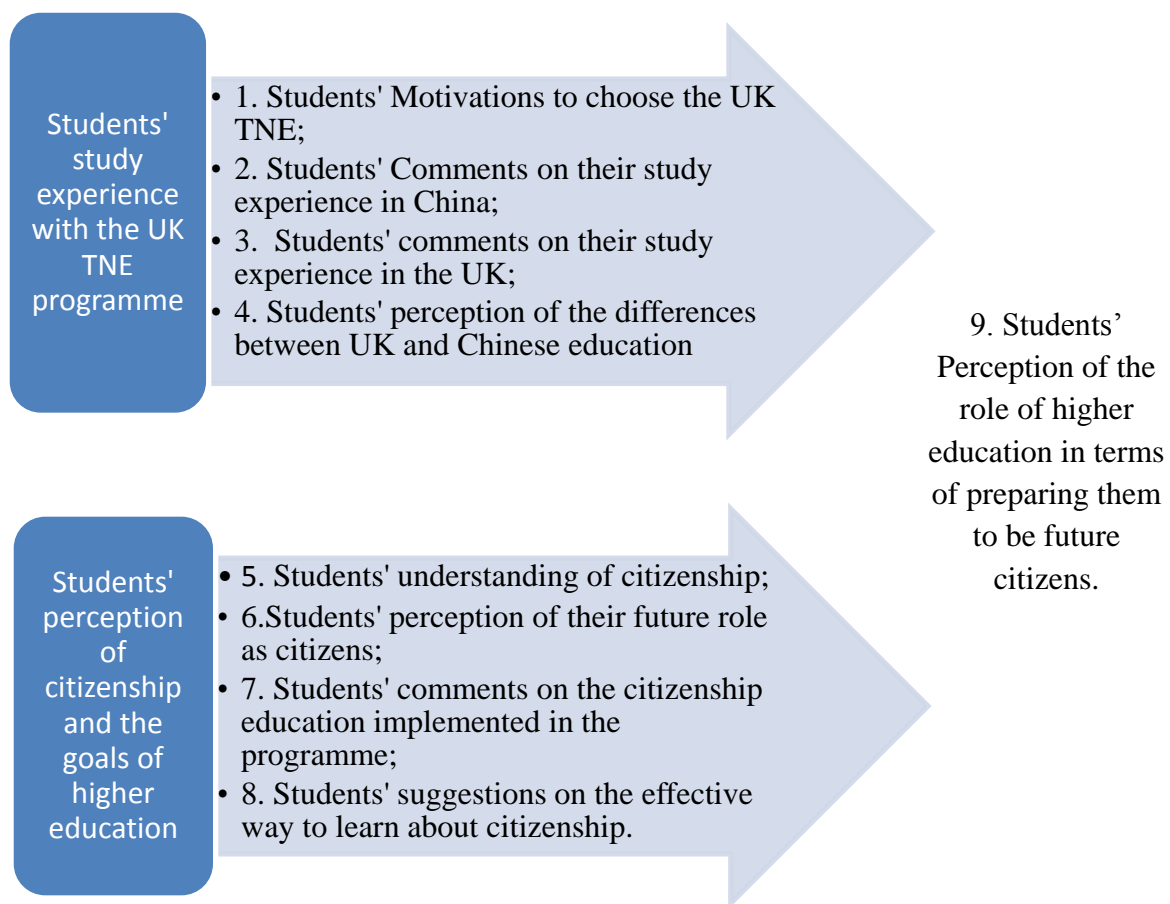 Students'
study
experience
with the UK
TNE
programme
• 1. Students' Motivations to choose the UK
TNE;
• 2. Students' Comments on their study
experience in China;
• 3. Students' comments on their study
experience in the UK;
• 4. Students' perception of the differences
between UK and Chinese education
Students'
perception
of
citizenship
and the
goals of
higher
education
• 5. Students' understanding of citizenship;
• 6.Students' perception of their future role
as citizens;
• 7. Students' comments on the citizenship
education implemented in the
programme;
• 8. Students' suggestions on the effective
way to learn about citizenship.
9. Students’
Perception of the
role of higher
education in terms
of preparing them
to be future
citizens.